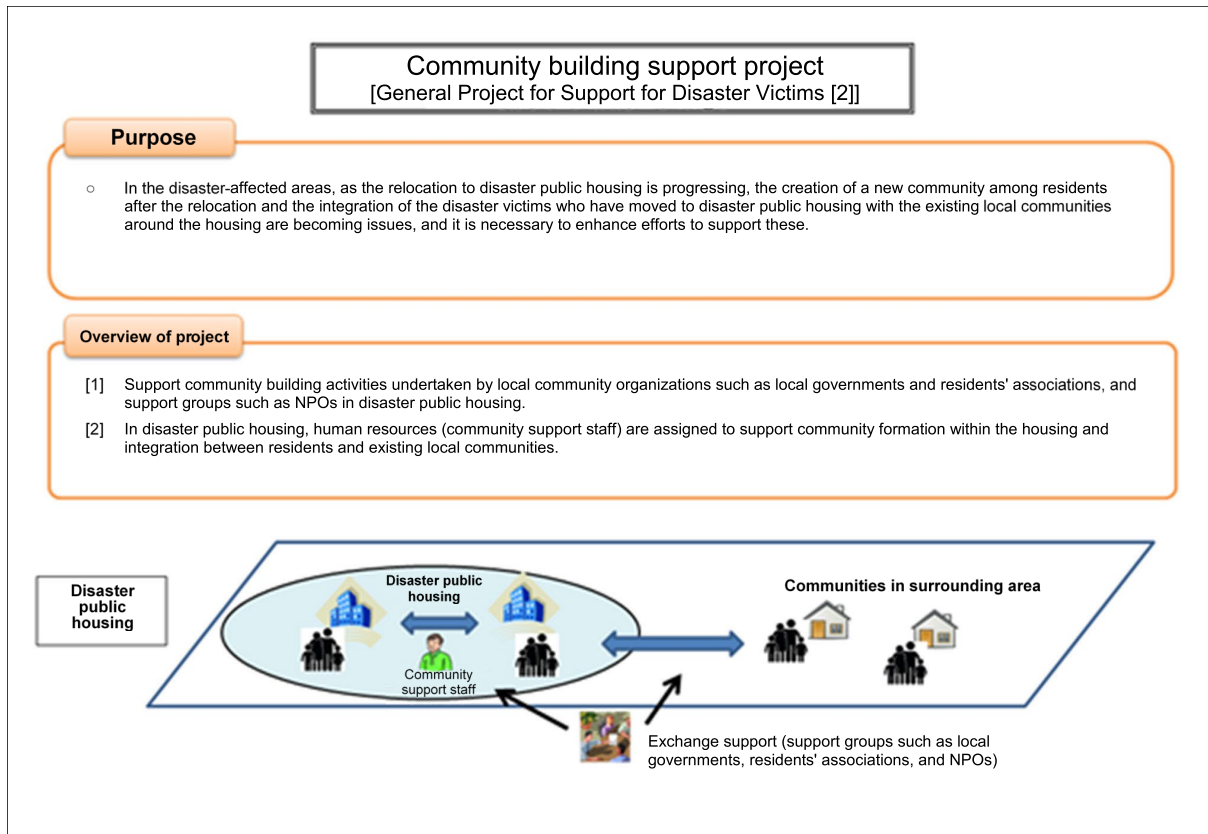 Community building support project
[General Project for Support for Disaster Victims [2]]
Purpose
○ In the disaster-affected areas, as the relocation to disaster public housing is progressing, the creation of a new community among residents
after the relocation and the integration of the disaster victims who have moved to disaster public housing with the existing local communities
around the housing are becoming issues, and it is necessary to enhance efforts to support these.
Overview of project
[1] Support community building activities undertaken by local community organizations such as local governments and residents' associations, and
support groups such as NPOs in disaster public housing.
[2] In disaster public housing, human resources (community support staff) are assigned to support community formation within the housing and
integration between residents and existing local communities.
Disaster
public
housing
Disaster public
housing
Community
support staff
Communities in surrounding area
Exchange support (support groups such as local
governments, residents' associations, and NPOs)